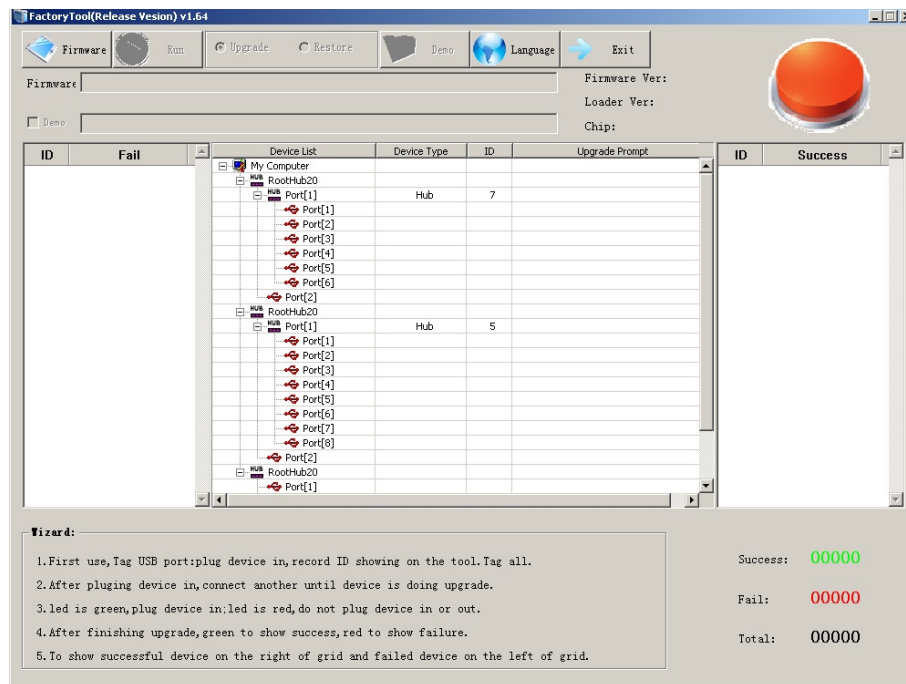 FactoryTool(Release Vesion) v1.64
Firmware Run Upgrade Restore Demo Language Exit
Firmware
Firmware Ver:
Loader Ver:
Demo
Chip:
ID Fail
Device List Device Type ID Upgrade Prompt
ID Success
My Computer
HUB RootHub20
HUB Port[1] Hub 7
Port[1]
Port[2]
Port[3]
Port[4]
Port[5]
Port[6]
Port[2]
HUB RootHub20
HUB Port[1] Hub 5
Port[1]
Port[2]
Port[3]
Port[4]
Port[5]
Port[6]
Port[7]
Port[8]
Port[2]
HUB RootHub20
Port[1]
Wizard:
1.First use,Tag USB port:plug device in,record ID showing on the tool.Tag all.
2.After pluging device in,connect another until device is doing upgrade.
3.led is green,plug device in;led is red,do not plug device in or out.
4.After finishing upgrade,green to show success,red to show failure.
5.To show successful device on the right of grid and failed device on the left of grid.
Success: 00000
Fail: 00000
Total: 00000